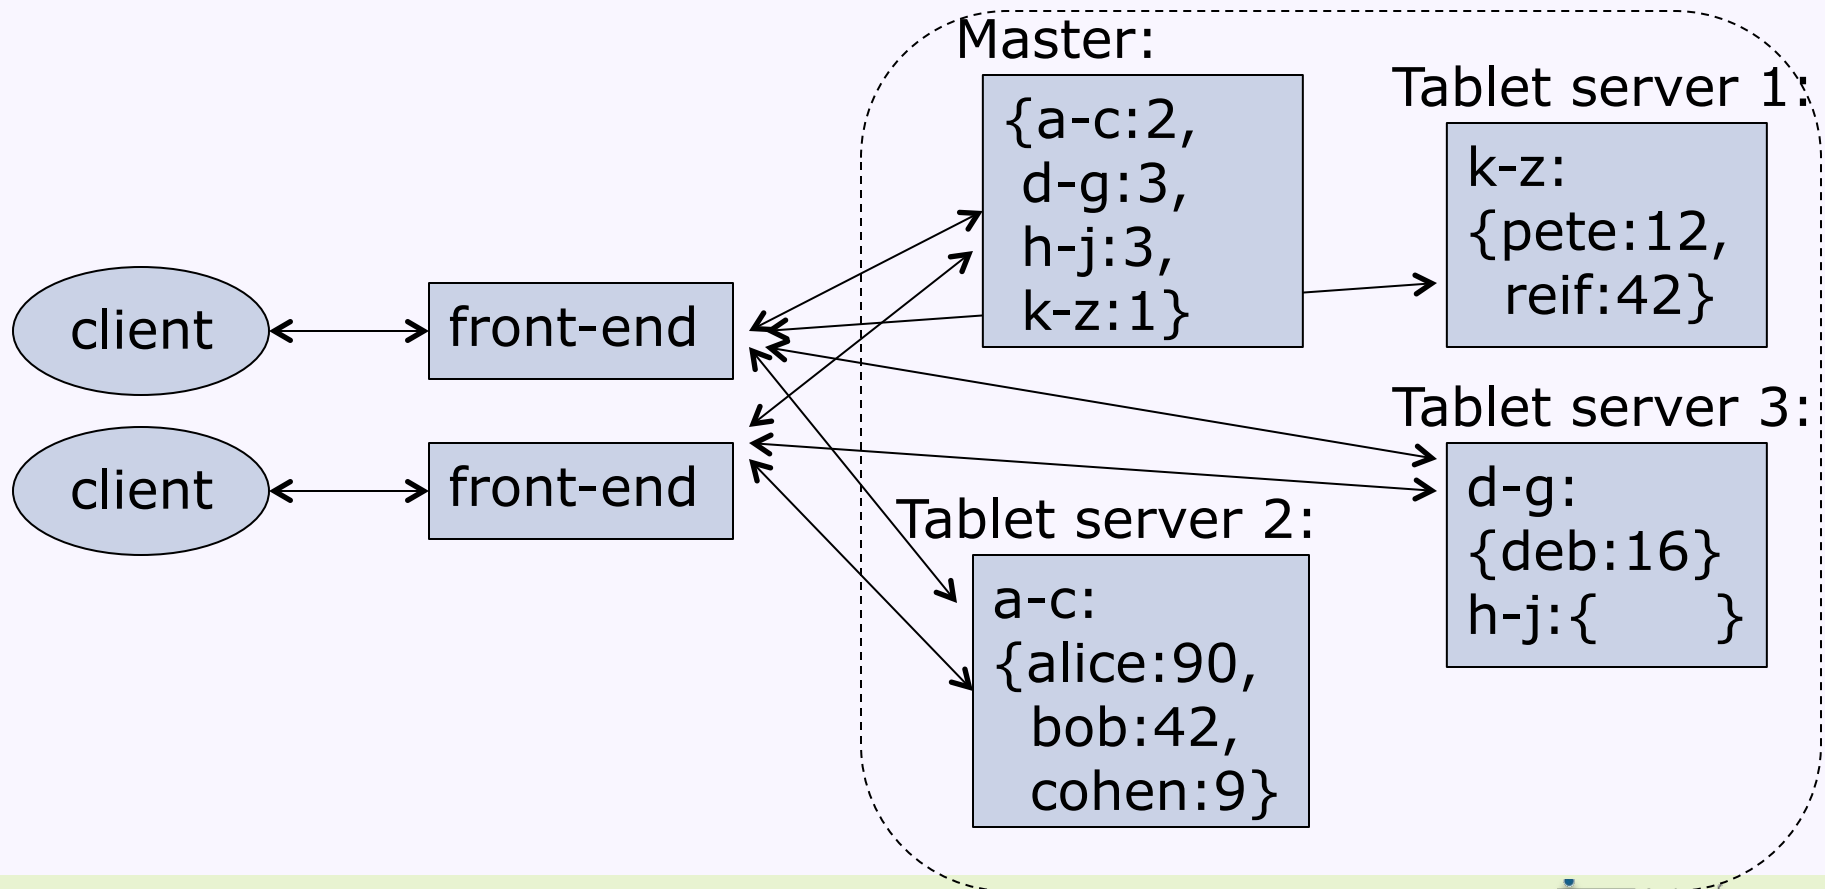 client
front-end
client
front-end
Master:
{a-c:2,
d-g:3,
h-j:3,
k-z:1}
Tablet server 1:
k-z:
{pete:12,
reif:42}
Tablet server 2:
a-c:
{alice:90,
bob:42,
cohen:9}
Tablet server 3:
d-g:
{deb:16}
h-j:{ }